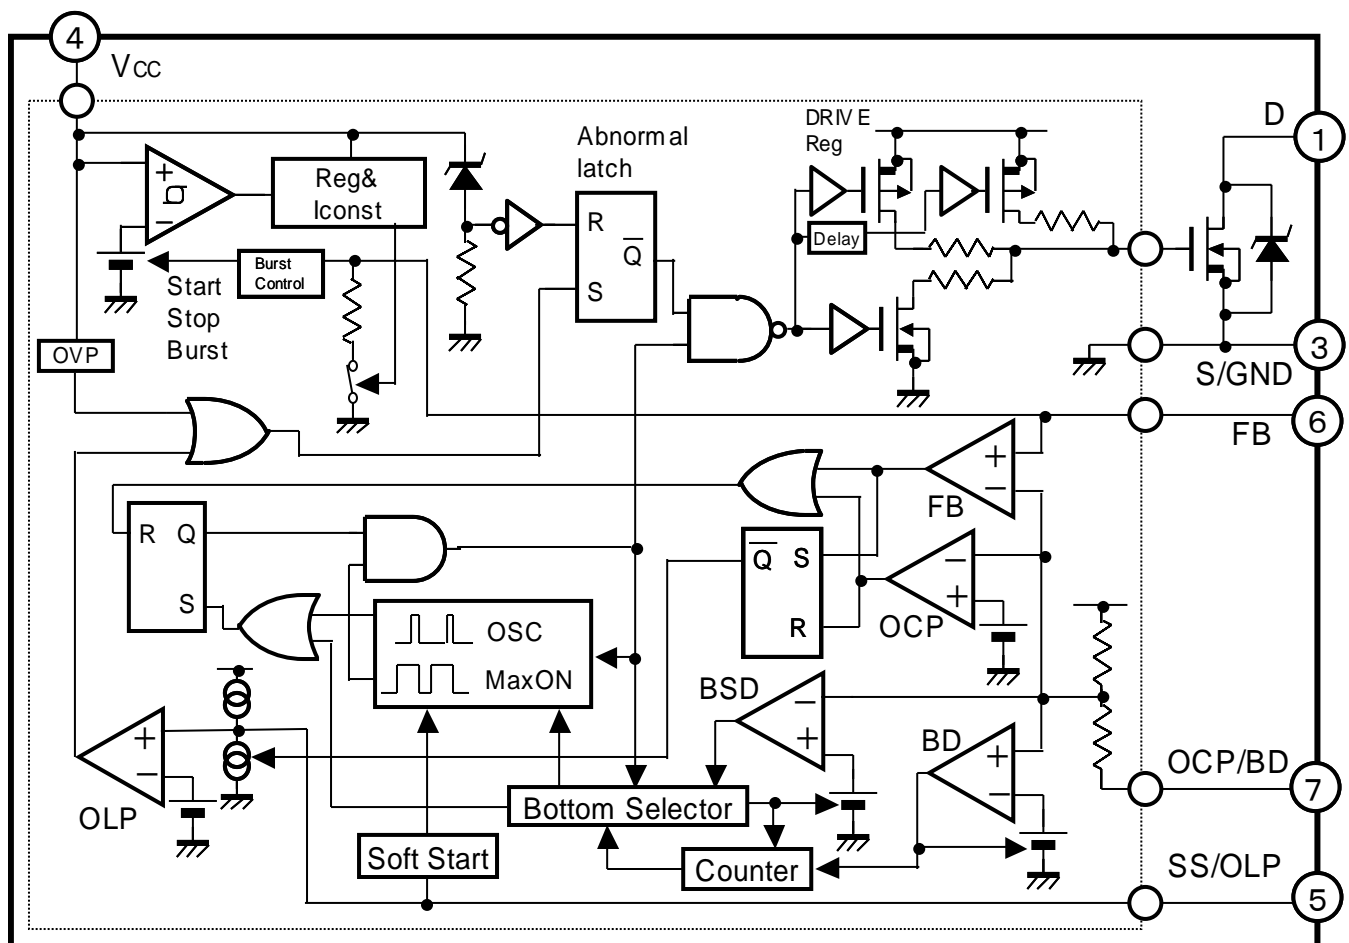 4
VCC
D
1
Abnormal
latch
DRIVE
Reg
+
−
Reg&
Iconst
R
Q
S
Delay
Burst
Control
Start
Stop
Burst
OVP
3
S/GND
6
FB
+
−
FB
R Q
S
Q S
R
−
+
OCP
OSC
MaxON
BSD
−
+
BD
+
−
+
−
OLP
OCP/BD
7
Bottom Selector
Soft Start
Counter
SS/OLP
5